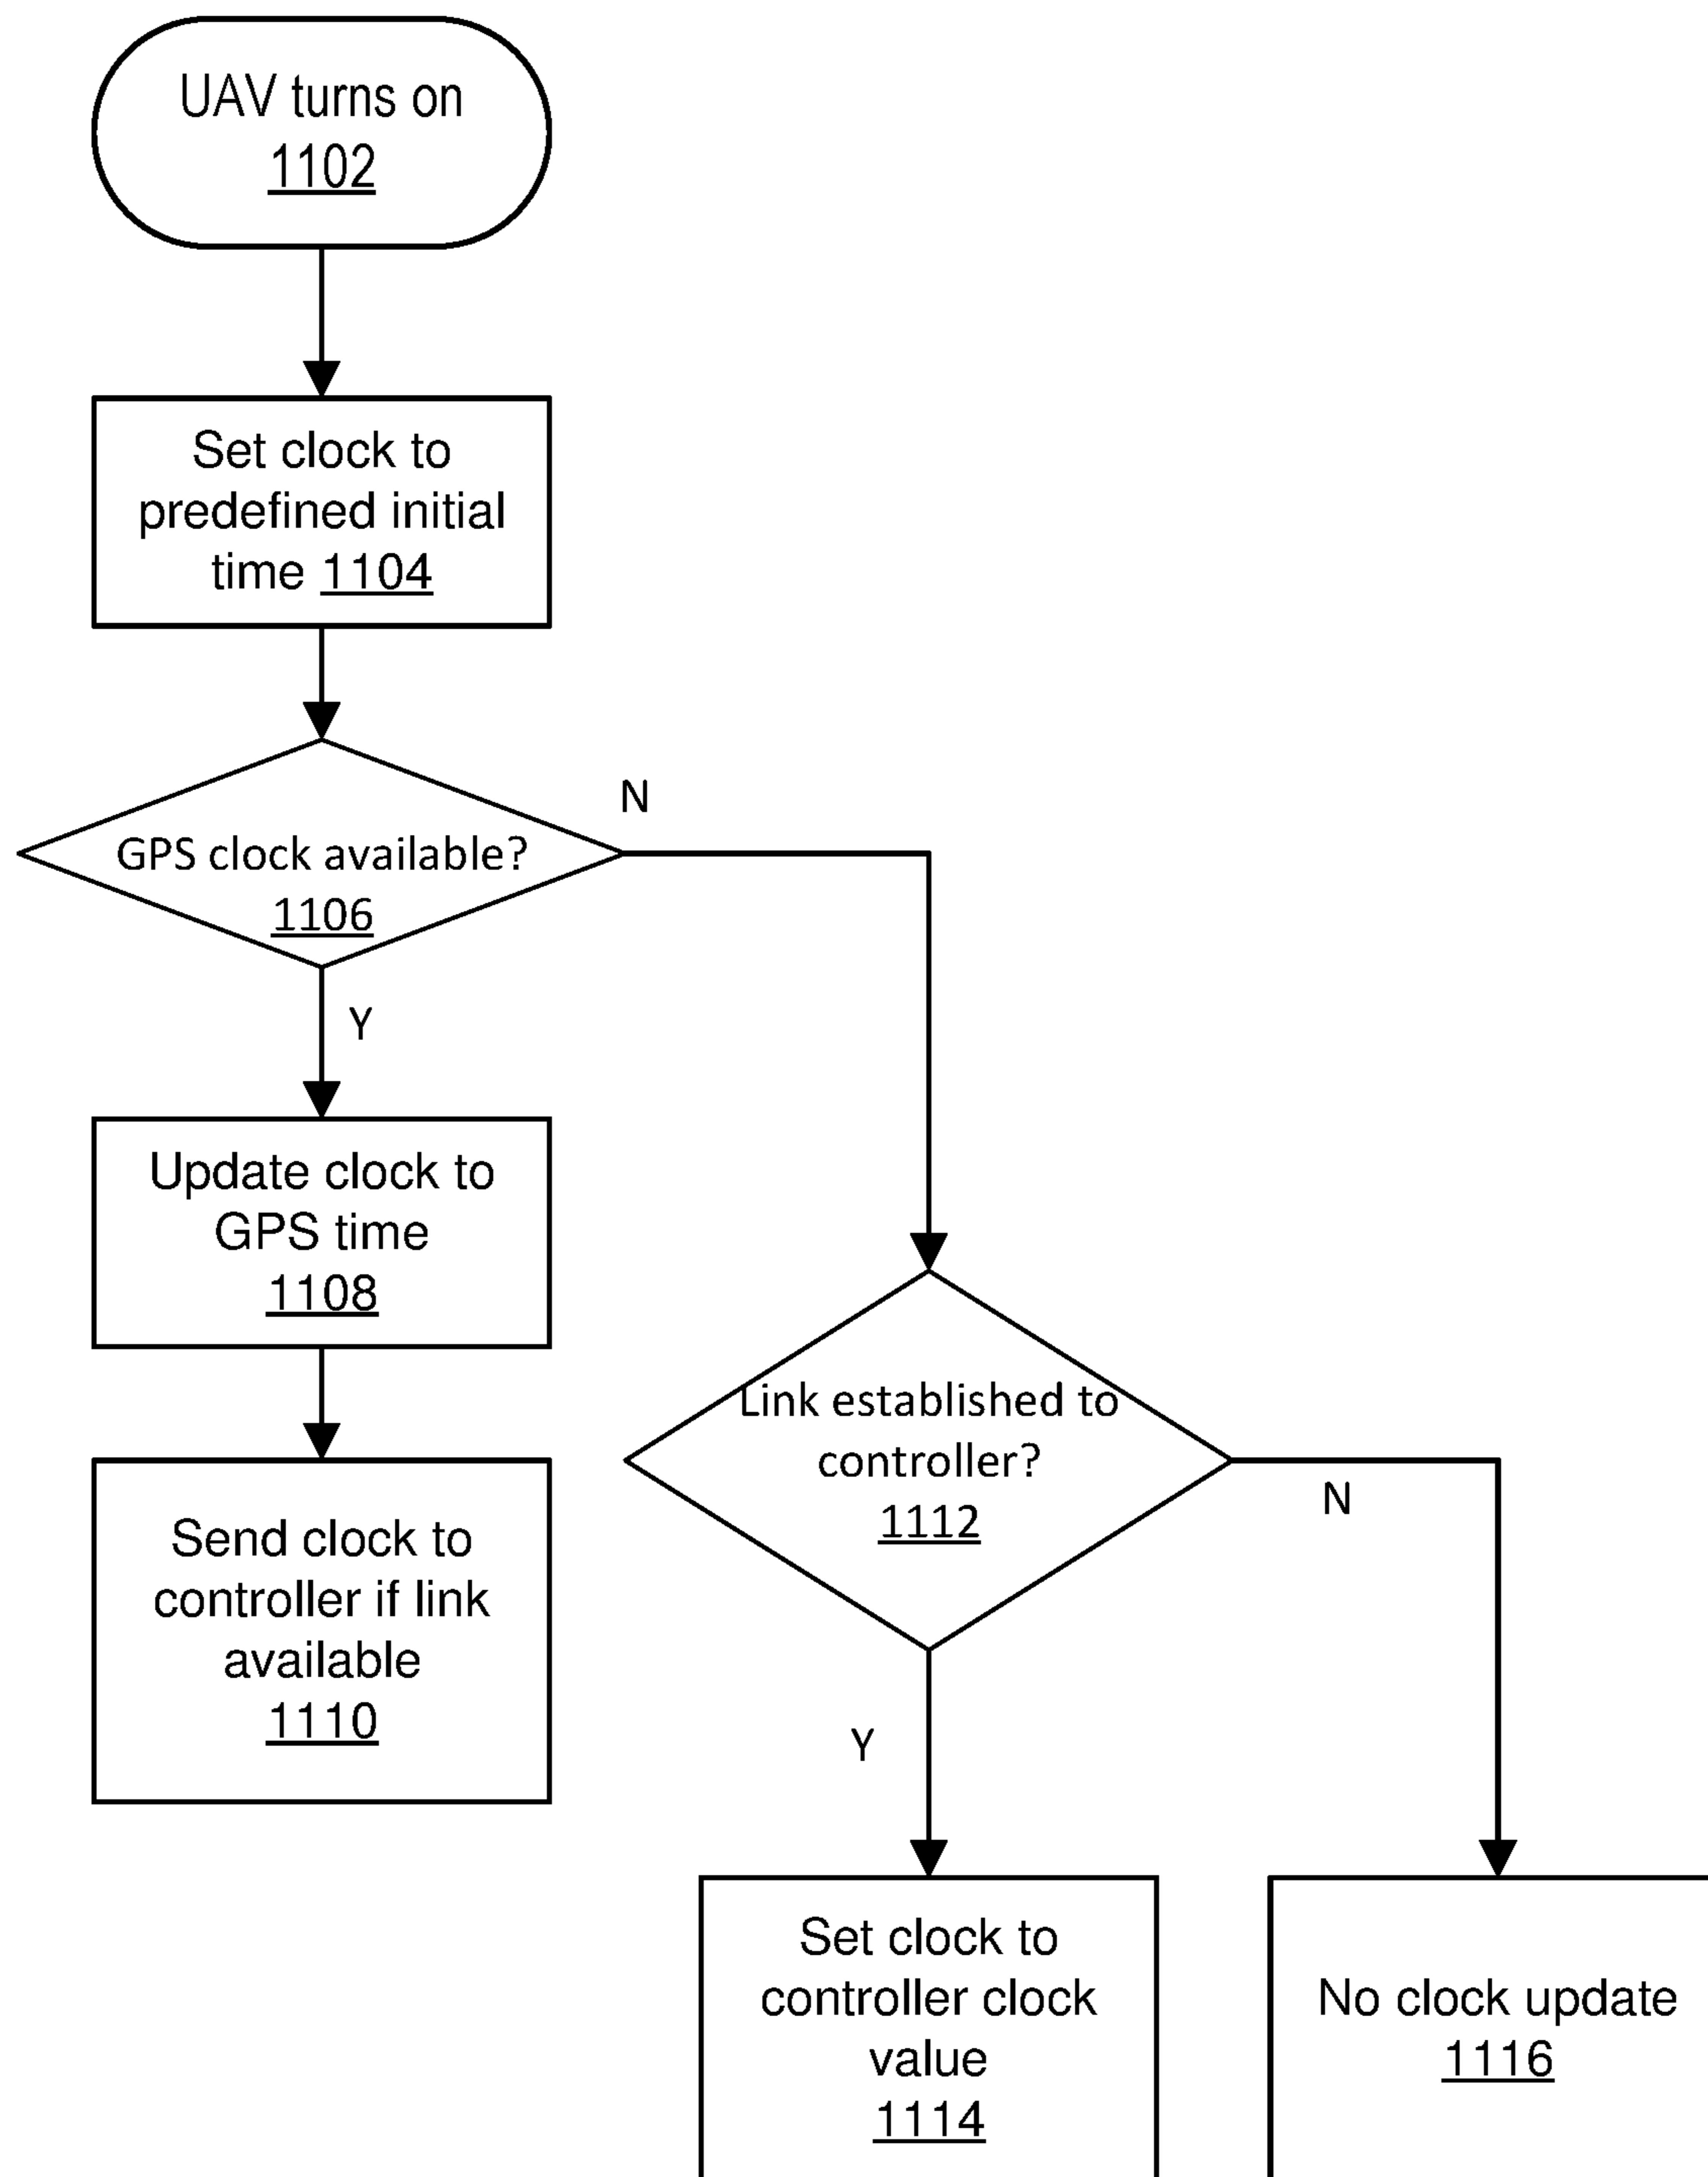 UAV turns on
1102
Set clock to
predefined initial
time 1104
N
GPS clock available?
1106
Y
Update clock to
GPS time
1108
Link established to
controller?
1112
N
Send clock to
controller if link
available
1110
Y
Set clock to
controller clock
value
1114
No clock update
1116